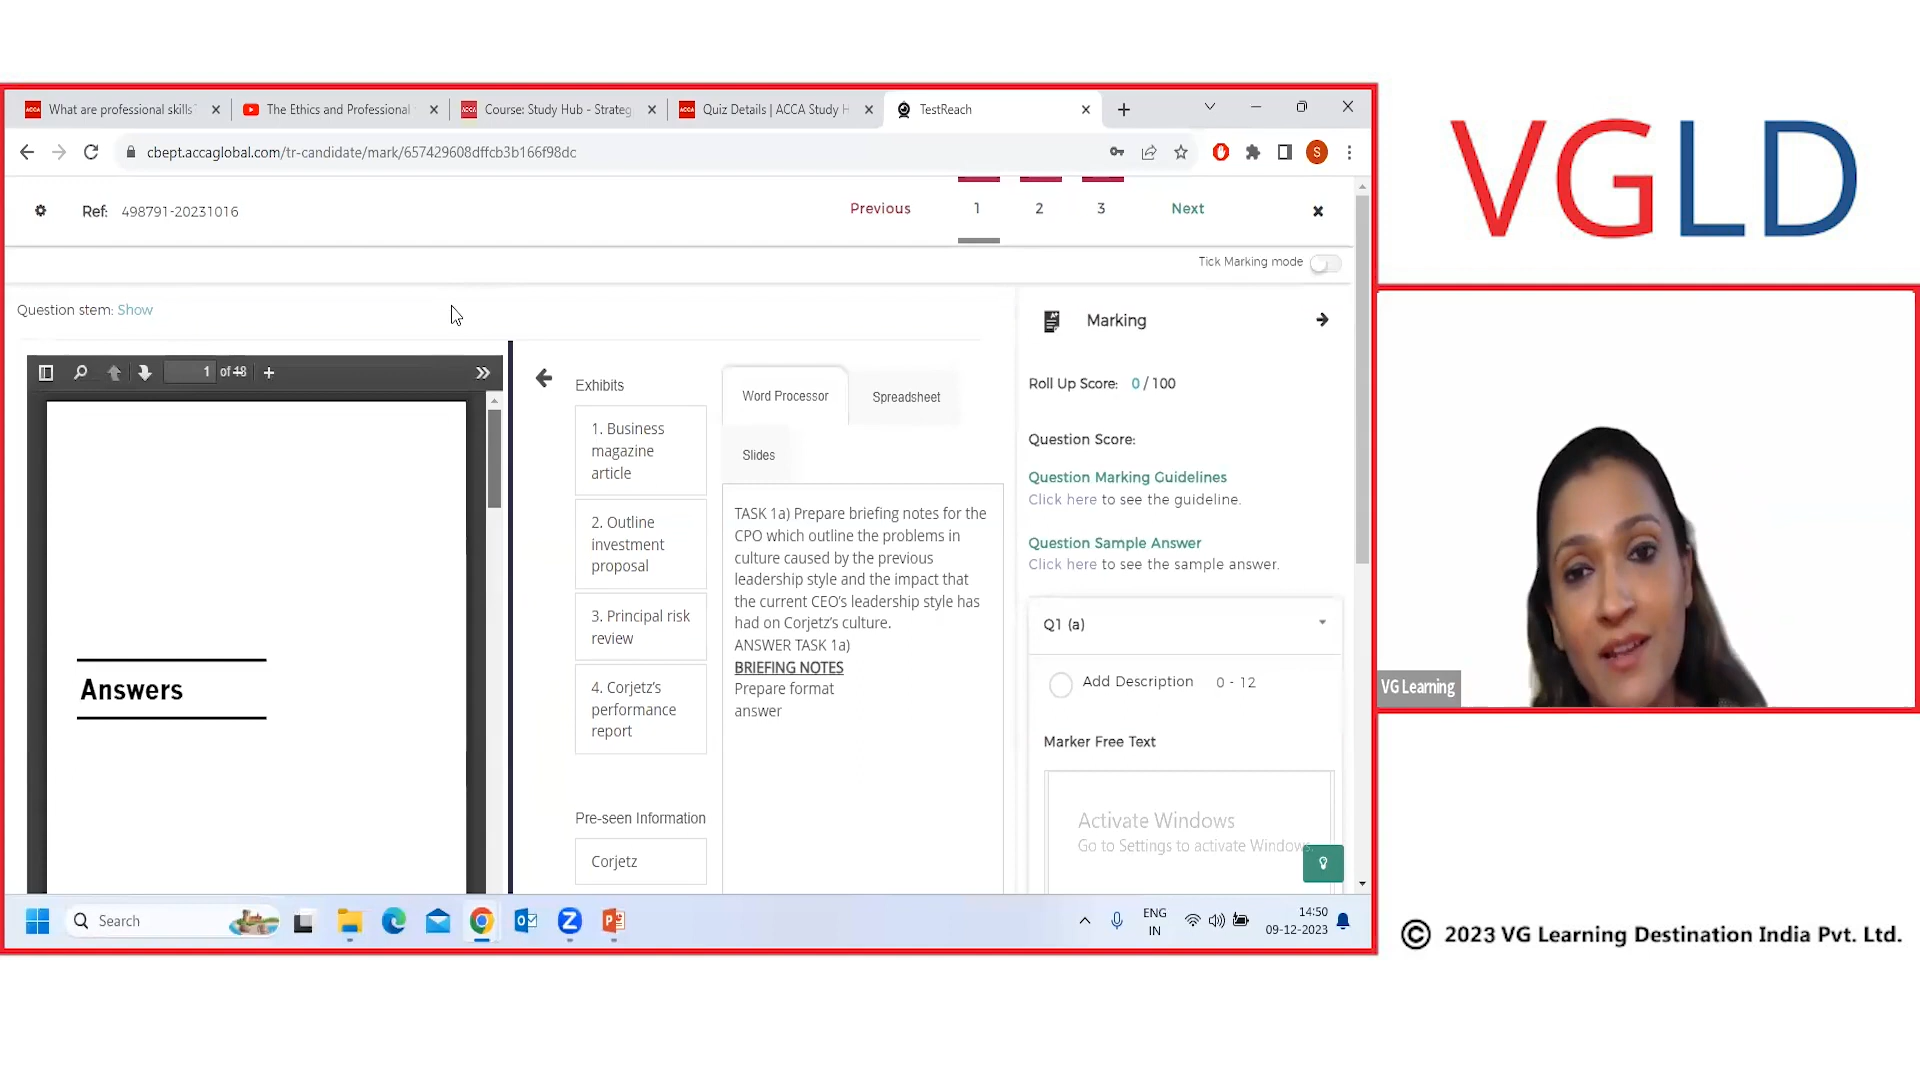 What are professional skills
The Ethics and Professional
Course: Study Hub - Strateg
Quiz Details | ACCA Study H
TestReach
cbept.accaglobal.com/tr-candidate/mark/657429608dffcb3b166f98dc
S
Ref: 498791-20231016
Previous 1 2 3 Next
Tick Marking mode
Question stem: Show
1 of 48
Answers
Exhibits
1. Business
magazine
article
2. Outline
investment
proposal
3. Principal risk
review
4. Corjetz's
performance
report
Pre-seen Information
Corjetz
Word Processor
Spreadsheet
Slides
TASK 1a) Prepare briefing notes for the
CPO which outline the problems in
culture caused by the previous
leadership style and the impact that
the current CEO's leadership style has
had on Corjetz's culture.
ANSWER TASK 1a)
BRIEFING NOTES
Prepare format
answer
Marking
Roll Up Score: 0 / 100
Question Score:
Question Marking Guidelines
Click here to see the guideline.
Question Sample Answer
Click here to see the sample answer.
Q1 (a)
Add Description 0 - 12
Marker Free Text
Activate Windows
Go to Settings to activate Windows.
Search
ENG
IN
14:50
09-12-2023
VGLD
VG Learning
© 2023 VG Learning Destination India Pvt. Ltd.